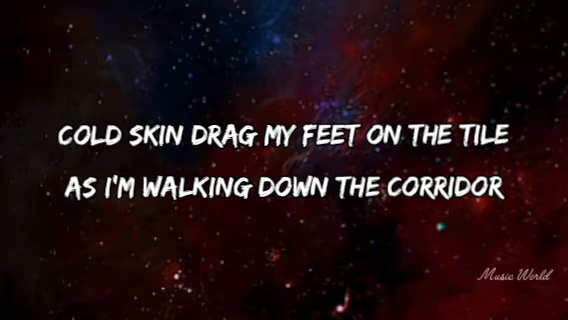 COLD SKIN DRAG MY FEET ON THE TILE
AS I'M WALKING DOWN THE CORRIDOR
Music World